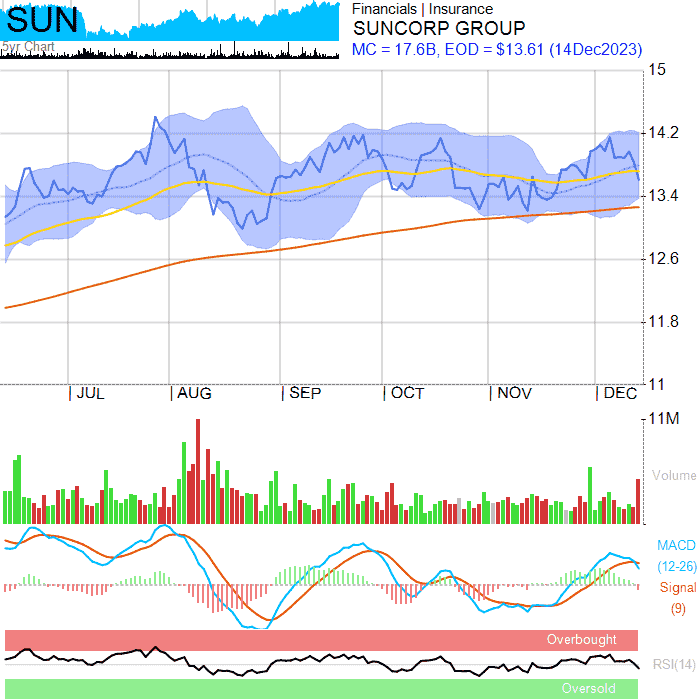 SUN
5yr Chart
Financials | Insurance
SUNCORP GROUP
MC = 17.6B, EOD = $13.61 (14Dec2023)
15
14.2
13.4
12.6
11.8
11
JUL AUG SEP OCT NOV DEC
11M
Volume
MACD
(12-26)
Signal
(9)
Overbought
RSI(14)
Oversold